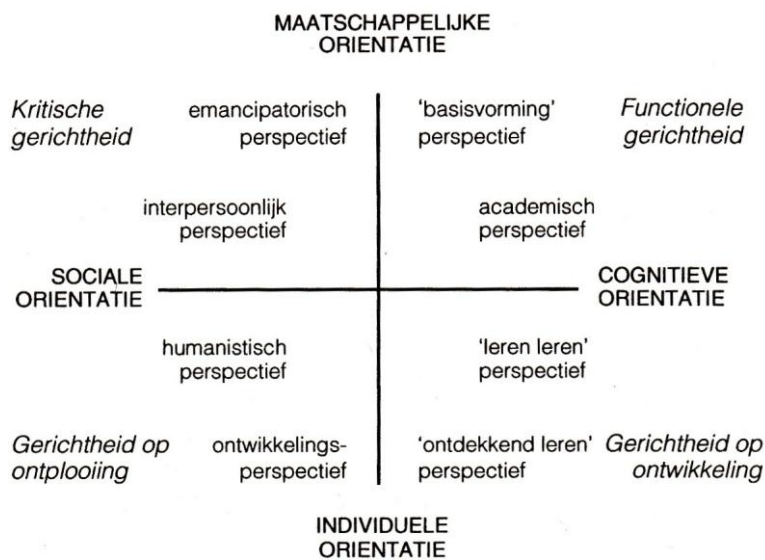 MAATSCHAPPELIJKE
ORIENTATIE
Kritische
gerichtheid
emancipatorisch
perspectief
'basisvorming'
perspectief
Functionele
gerichtheid
interpersoonlijk
perspectief
academisch
perspectief
SOCIALE
ORIENTATIE
COGNITIEVE
ORIENTATIE
humanistisch
perspectief
'leren leren'
perspectief
Gerichtheid op
ontplooiing
ontwikkelings-
perspectief
'ontdekkend leren'
perspectief
Gerichtheid op
ontwikkeling
INDIVIDUELE
ORIENTATIE